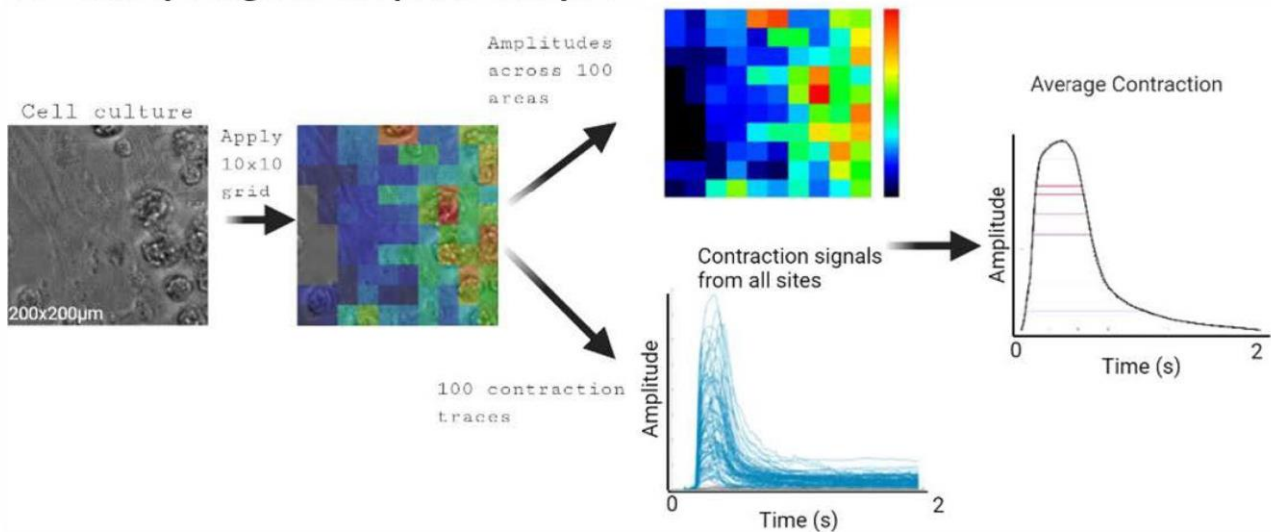 Cell culture
200x200µm
Apply
10x10
grid
Amplitudes
across 100
areas
100 contraction
traces
Contraction signals
from all sites
Amplitude
0
2
Time (s)
Average Contraction
Amplitude
0
2
Time (s)